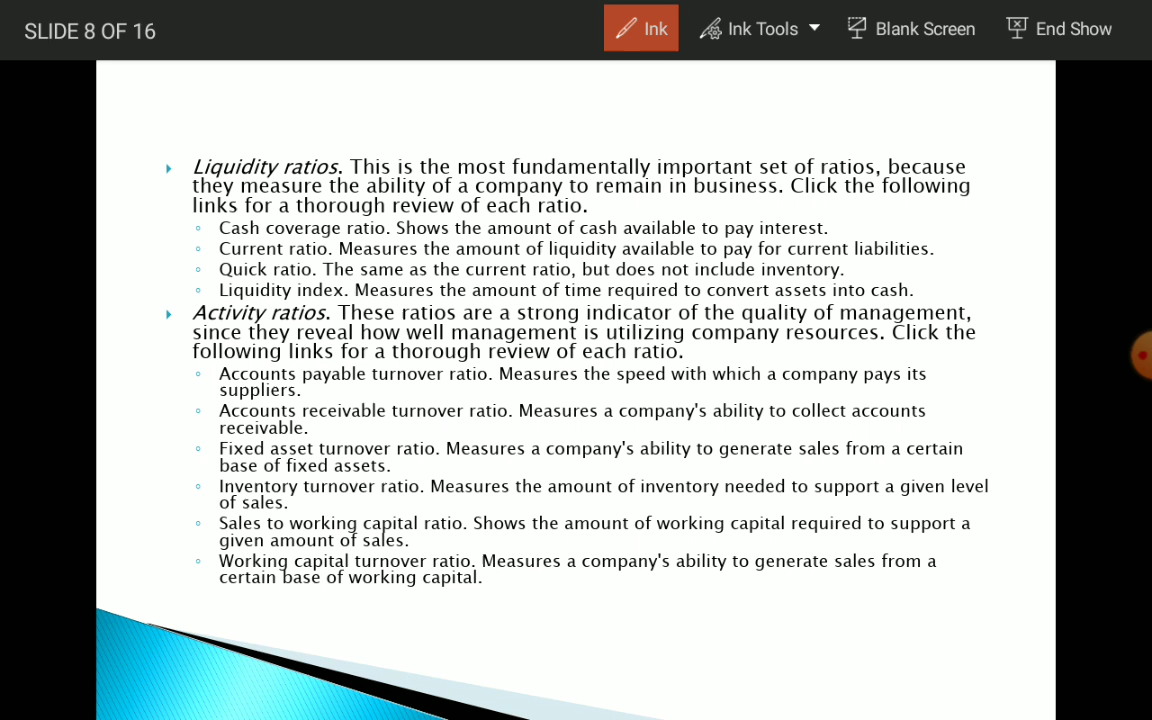 SLIDE 8 OF 16
Ink
Ink Tools
Blank Screen
End Show
Liquidity ratios. This is the most fundamentally important set of ratios, because
they measure the ability of a company to remain in business. Click the following
links for a thorough review of each ratio.
Cash coverage ratio. Shows the amount of cash available to pay interest.
Current ratio. Measures the amount of liquidity available to pay for current liabilities.
Quick ratio. The same as the current ratio, but does not include inventory.
Liquidity index. Measures the amount of time required to convert assets into cash.
Activity ratios. These ratios are a strong indicator of the quality of management,
since they reveal how well management is utilizing company resources. Click the
following links for a thorough review of each ratio.
Accounts payable turnover ratio. Measures the speed with which a company pays its
suppliers.
Accounts receivable turnover ratio. Measures a company's ability to collect accounts
receivable.
Fixed asset turnover ratio. Measures a company's ability to generate sales from a certain
base of fixed assets.
Inventory turnover ratio. Measures the amount of inventory needed to support a given level
of sales.
Sales to working capital ratio. Shows the amount of working capital required to support a
given amount of sales.
Working capital turnover ratio. Measures a company's ability to generate sales from a
certain base of working capital.